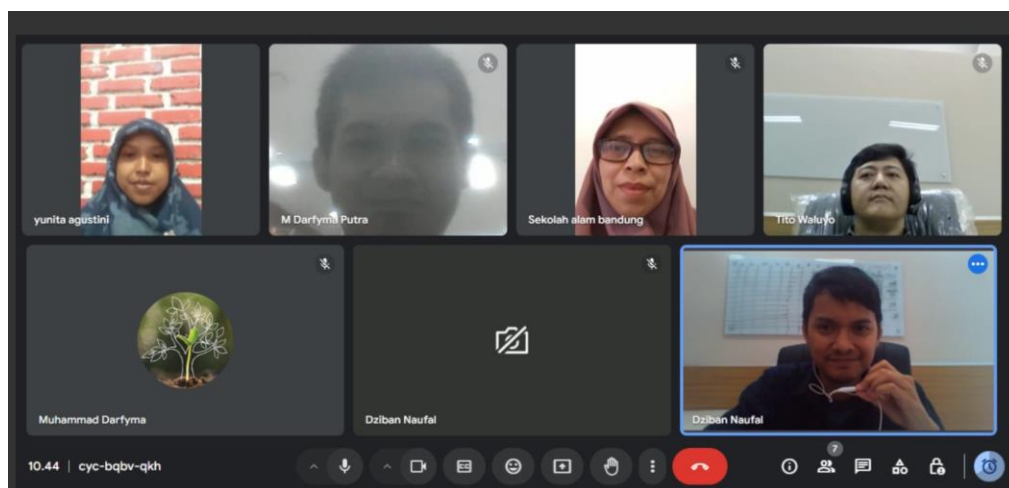 yunita agustini
M Darfyma Putra
Sekolah alam bandung
Tito Waluyo
Muhammad Darfyma
Dziban Naufal
Dziban Naufal
7
10.44 | cyc-bqbv-qkh